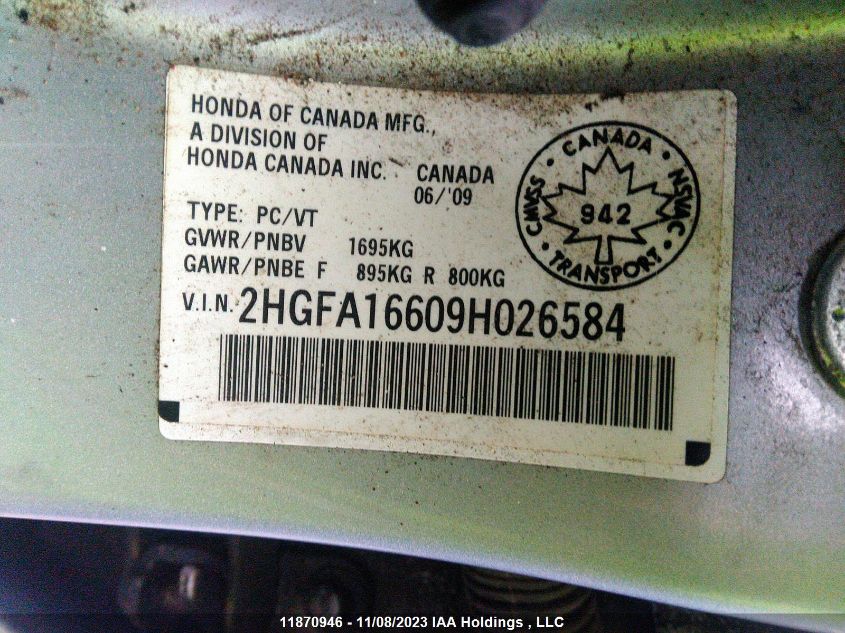 HONDA OF CANADA MFG.,
A DIVISION OF
HONDA CANADA INC. CANADA
06/'09
TYPE: PC/VT
GVWR/PNBV 1695KG
GAWR/PNBE F 895KG R 800KG
V.I.N. 2HGFA16609H026584
• CANADA •
CMVSS
NSVAC
942
• TRANSPORT •
11870946 - 11/08/2023 IAA Holdings , LLC